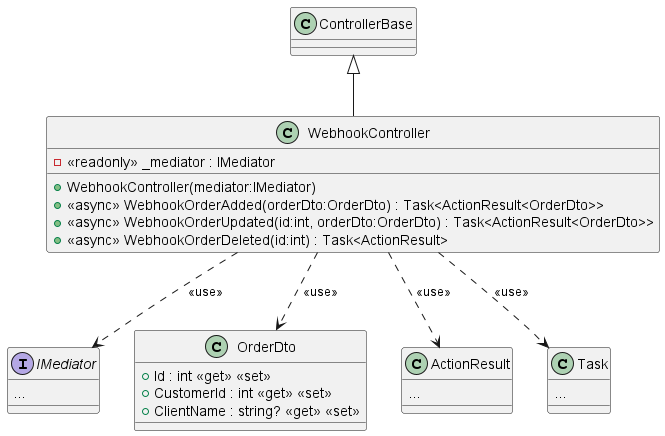 C ControllerBase
C WebhookController
«readonly» _mediator : IMediator
WebhookController(mediator:IMediator)
«async» WebhookOrderAdded(orderDto:OrderDto) : Task<ActionResult<OrderDto>>
«async» WebhookOrderUpdated(id:int, orderDto:OrderDto) : Task<ActionResult<OrderDto>>
«async» WebhookOrderDeleted(id:int) : Task<ActionResult>
«use» «use» «use» «use»
I IMediator
...
C OrderDto
Id : int «get» «set»
CustomerId : int «get» «set»
ClientName : string? «get» «set»
C ActionResult
...
C Task
...